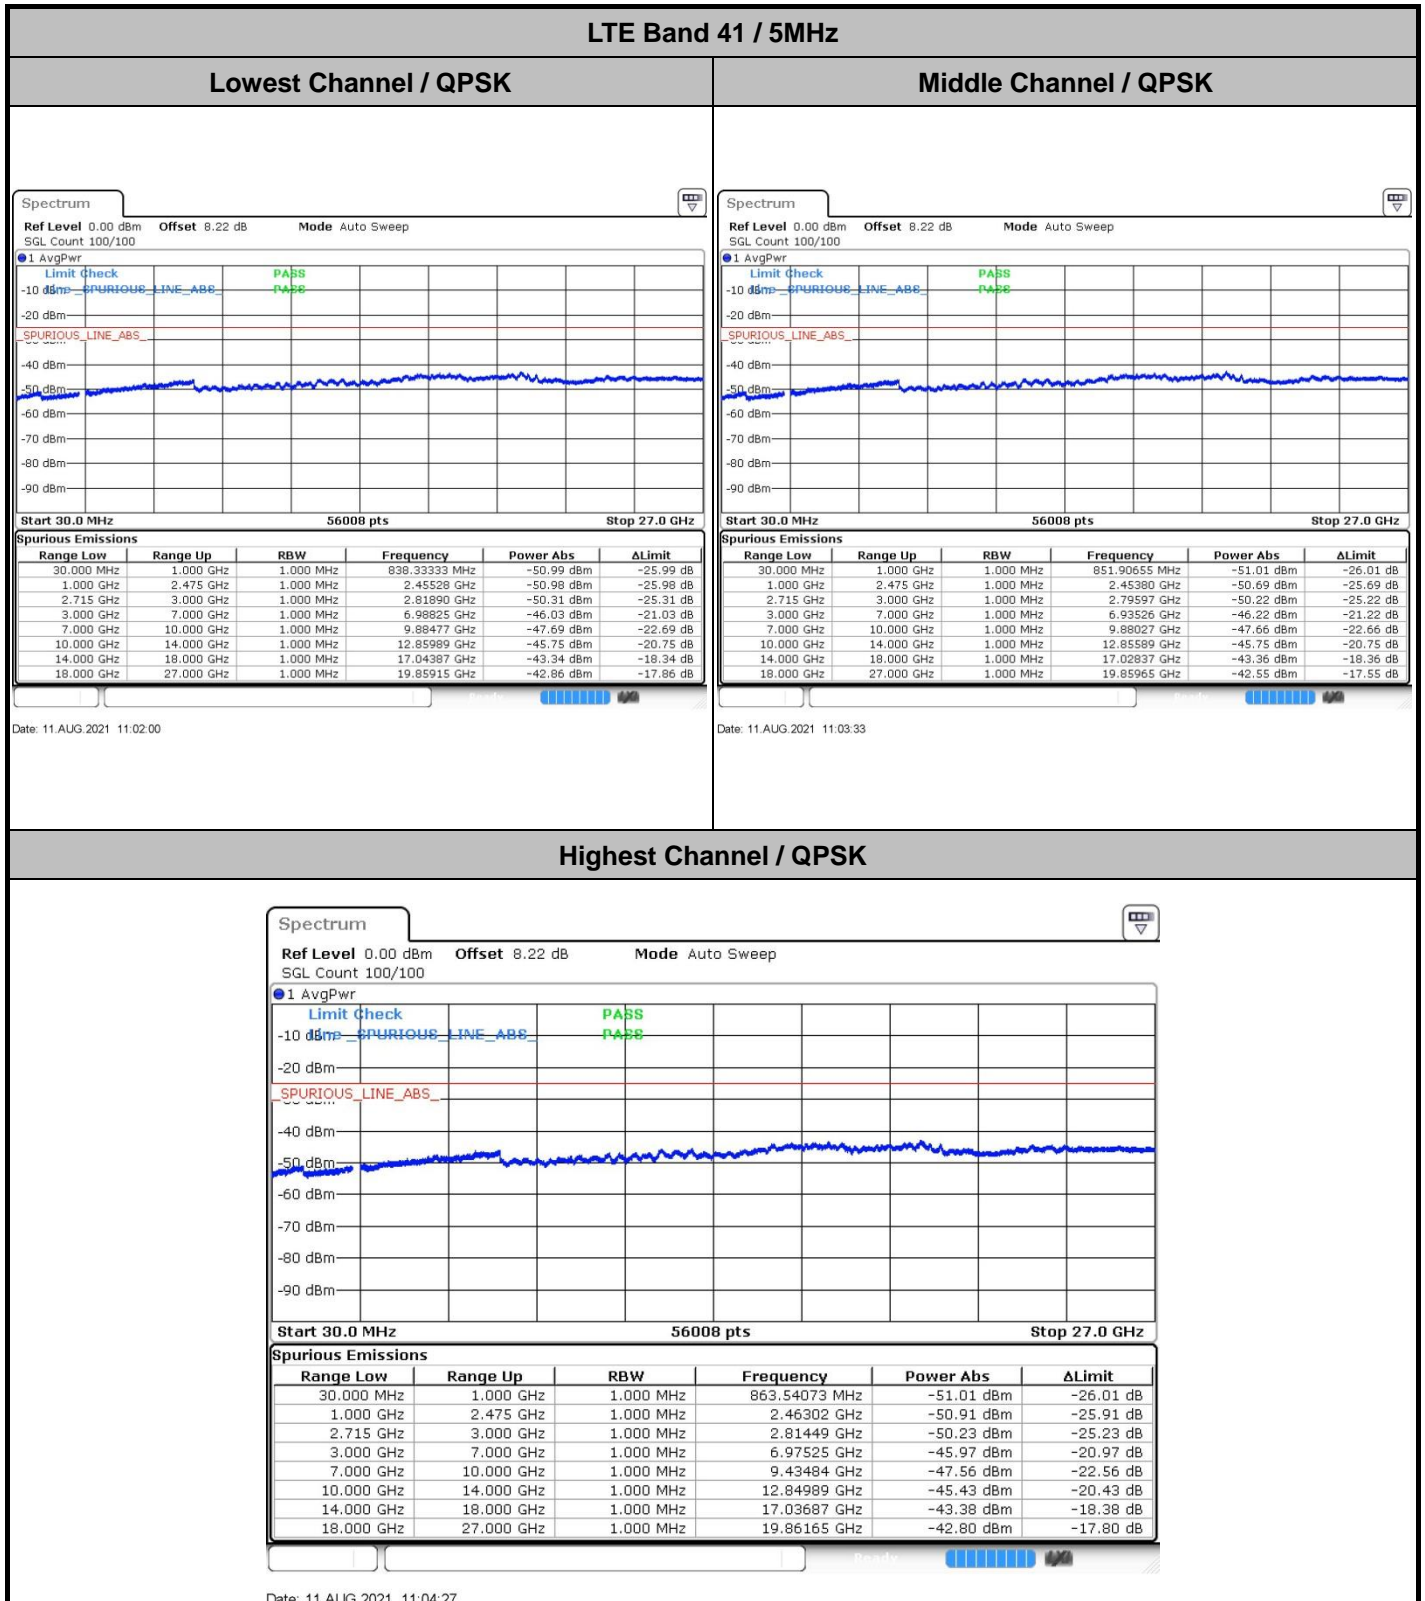 LTE Band 41 / 5MHz
Lowest Channel / QPSK
Middle Channel / QPSK
Spectrum
Ref Level 0.00 dBm Offset 8.22 dB Mode Auto Sweep
SGL Count 100/100
1 AvgPwr
Limit Check PASS
-10 dBm
Line _SPURIOUS_LINE_ABS_ PASS
-20 dBm
_SPURIOUS_LINE_ABS_
-40 dBm
-50 dBm
-60 dBm
-70 dBm
-80 dBm
-90 dBm
Start 30.0 MHz 56008 pts Stop 27.0 GHz
Spurious Emissions
Range Low Range Up RBW Frequency Power Abs ΔLimit
30.000 MHz 1.000 GHz 1.000 MHz 838.33333 MHz -50.99 dBm -25.99 dB
1.000 GHz 2.475 GHz 1.000 MHz 2.45528 GHz -50.98 dBm -25.98 dB
2.715 GHz 3.000 GHz 1.000 MHz 2.81890 GHz -50.31 dBm -25.31 dB
3.000 GHz 7.000 GHz 1.000 MHz 6.98825 GHz -46.03 dBm -21.03 dB
7.000 GHz 10.000 GHz 1.000 MHz 9.88477 GHz -47.69 dBm -22.69 dB
10.000 GHz 14.000 GHz 1.000 MHz 12.85989 GHz -45.75 dBm -20.75 dB
14.000 GHz 18.000 GHz 1.000 MHz 17.04387 GHz -43.34 dBm -18.34 dB
18.000 GHz 27.000 GHz 1.000 MHz 19.85915 GHz -42.86 dBm -17.86 dB
Date: 11.AUG.2021 11:02:00
Spectrum
Ref Level 0.00 dBm Offset 8.22 dB Mode Auto Sweep
SGL Count 100/100
1 AvgPwr
Limit Check PASS
-10 dBm
Line _SPURIOUS_LINE_ABS_ PASS
-20 dBm
_SPURIOUS_LINE_ABS_
-40 dBm
-50 dBm
-60 dBm
-70 dBm
-80 dBm
-90 dBm
Start 30.0 MHz 56008 pts Stop 27.0 GHz
Spurious Emissions
Range Low Range Up RBW Frequency Power Abs ΔLimit
30.000 MHz 1.000 GHz 1.000 MHz 851.90655 MHz -51.01 dBm -26.01 dB
1.000 GHz 2.475 GHz 1.000 MHz 2.45380 GHz -50.69 dBm -25.69 dB
2.715 GHz 3.000 GHz 1.000 MHz 2.79597 GHz -50.22 dBm -25.22 dB
3.000 GHz 7.000 GHz 1.000 MHz 6.93526 GHz -46.22 dBm -21.22 dB
7.000 GHz 10.000 GHz 1.000 MHz 9.88027 GHz -47.66 dBm -22.66 dB
10.000 GHz 14.000 GHz 1.000 MHz 12.85589 GHz -45.75 dBm -20.75 dB
14.000 GHz 18.000 GHz 1.000 MHz 17.02837 GHz -43.36 dBm -18.36 dB
18.000 GHz 27.000 GHz 1.000 MHz 19.85965 GHz -42.55 dBm -17.55 dB
Date: 11.AUG.2021 11:03:33
Highest Channel / QPSK
Spectrum
Ref Level 0.00 dBm Offset 8.22 dB Mode Auto Sweep
SGL Count 100/100
1 AvgPwr
Limit Check PASS
-10 dBm
Line _SPURIOUS_LINE_ABS_ PASS
-20 dBm
_SPURIOUS_LINE_ABS_
-40 dBm
-50 dBm
-60 dBm
-70 dBm
-80 dBm
-90 dBm
Start 30.0 MHz 56008 pts Stop 27.0 GHz
Spurious Emissions
Range Low Range Up RBW Frequency Power Abs ΔLimit
30.000 MHz 1.000 GHz 1.000 MHz 863.54073 MHz -51.01 dBm -26.01 dB
1.000 GHz 2.475 GHz 1.000 MHz 2.46302 GHz -50.91 dBm -25.91 dB
2.715 GHz 3.000 GHz 1.000 MHz 2.81449 GHz -50.23 dBm -25.23 dB
3.000 GHz 7.000 GHz 1.000 MHz 6.97525 GHz -45.97 dBm -20.97 dB
7.000 GHz 10.000 GHz 1.000 MHz 9.43484 GHz -47.56 dBm -22.56 dB
10.000 GHz 14.000 GHz 1.000 MHz 12.84989 GHz -45.43 dBm -20.43 dB
14.000 GHz 18.000 GHz 1.000 MHz 17.03687 GHz -43.38 dBm -18.38 dB
18.000 GHz 27.000 GHz 1.000 MHz 19.86165 GHz -42.80 dBm -17.80 dB
Date: 11.AUG.2021 11:04:27